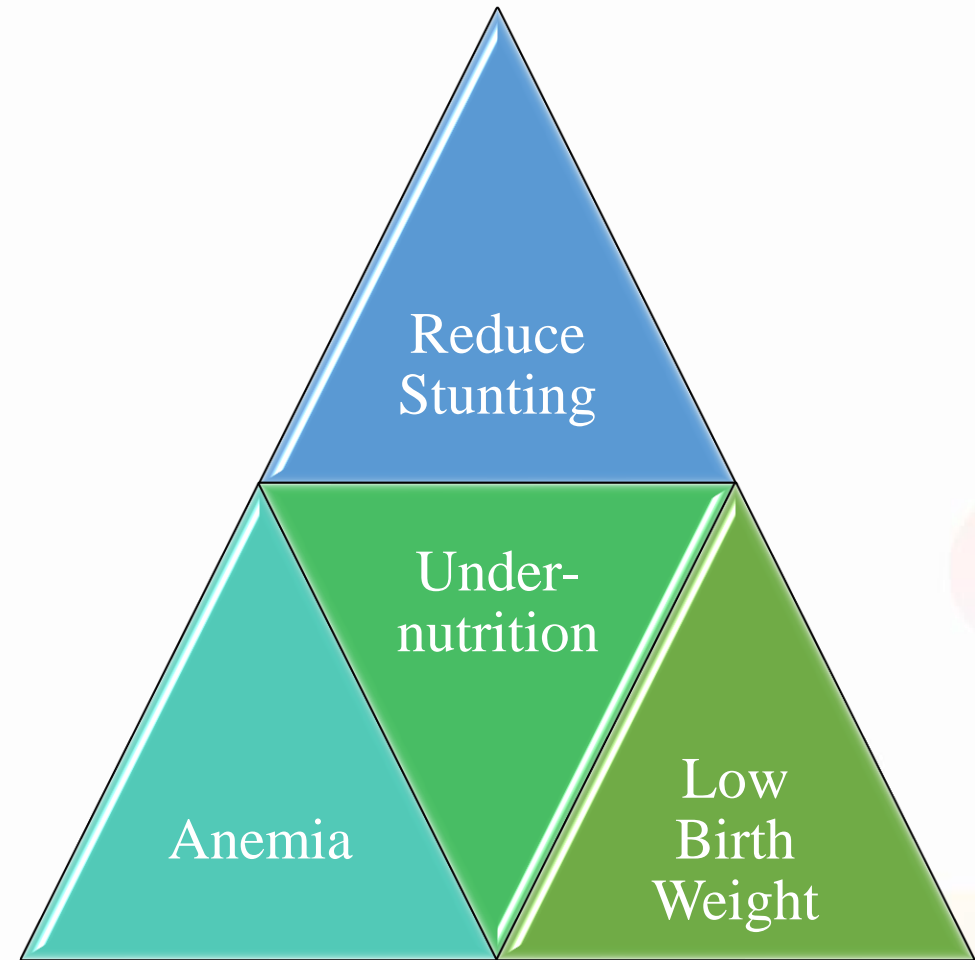 Reduce
Stunting
Under-
nutrition
Anemia
Low
Birth
Weight